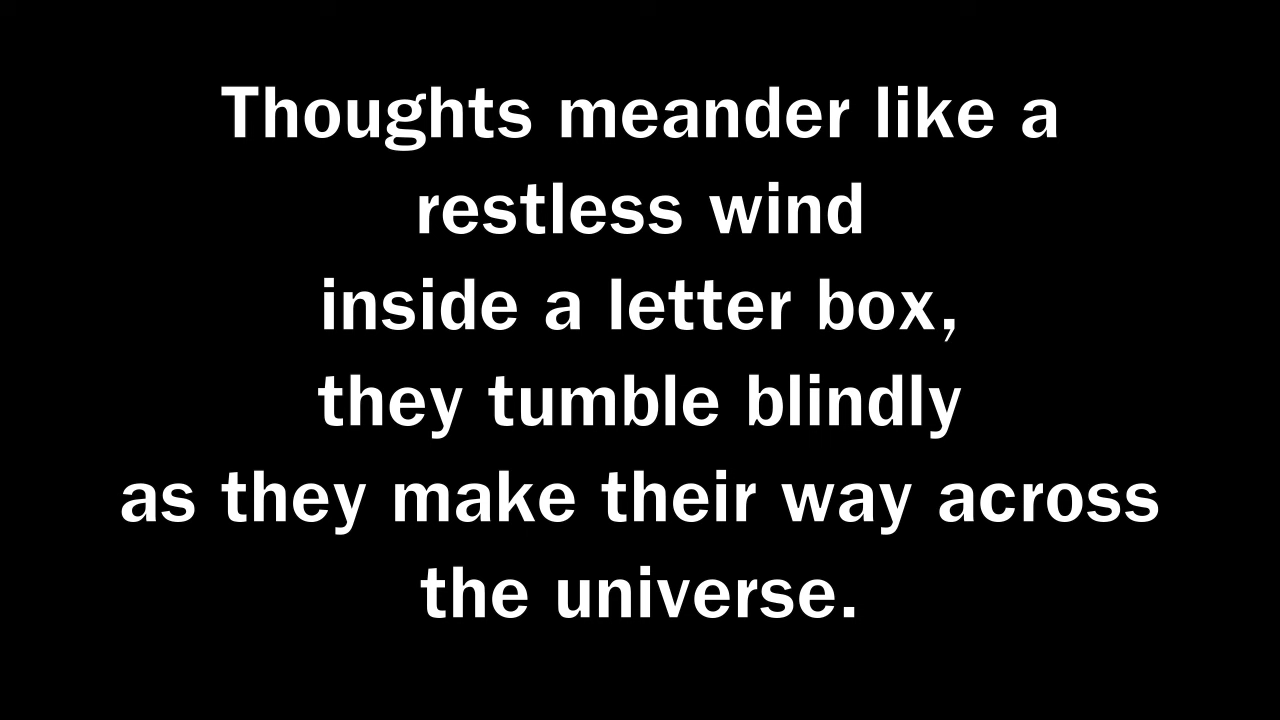 Thoughts meander like a
restless wind
inside a letter box,
they tumble blindly
as they make their way across
the universe.